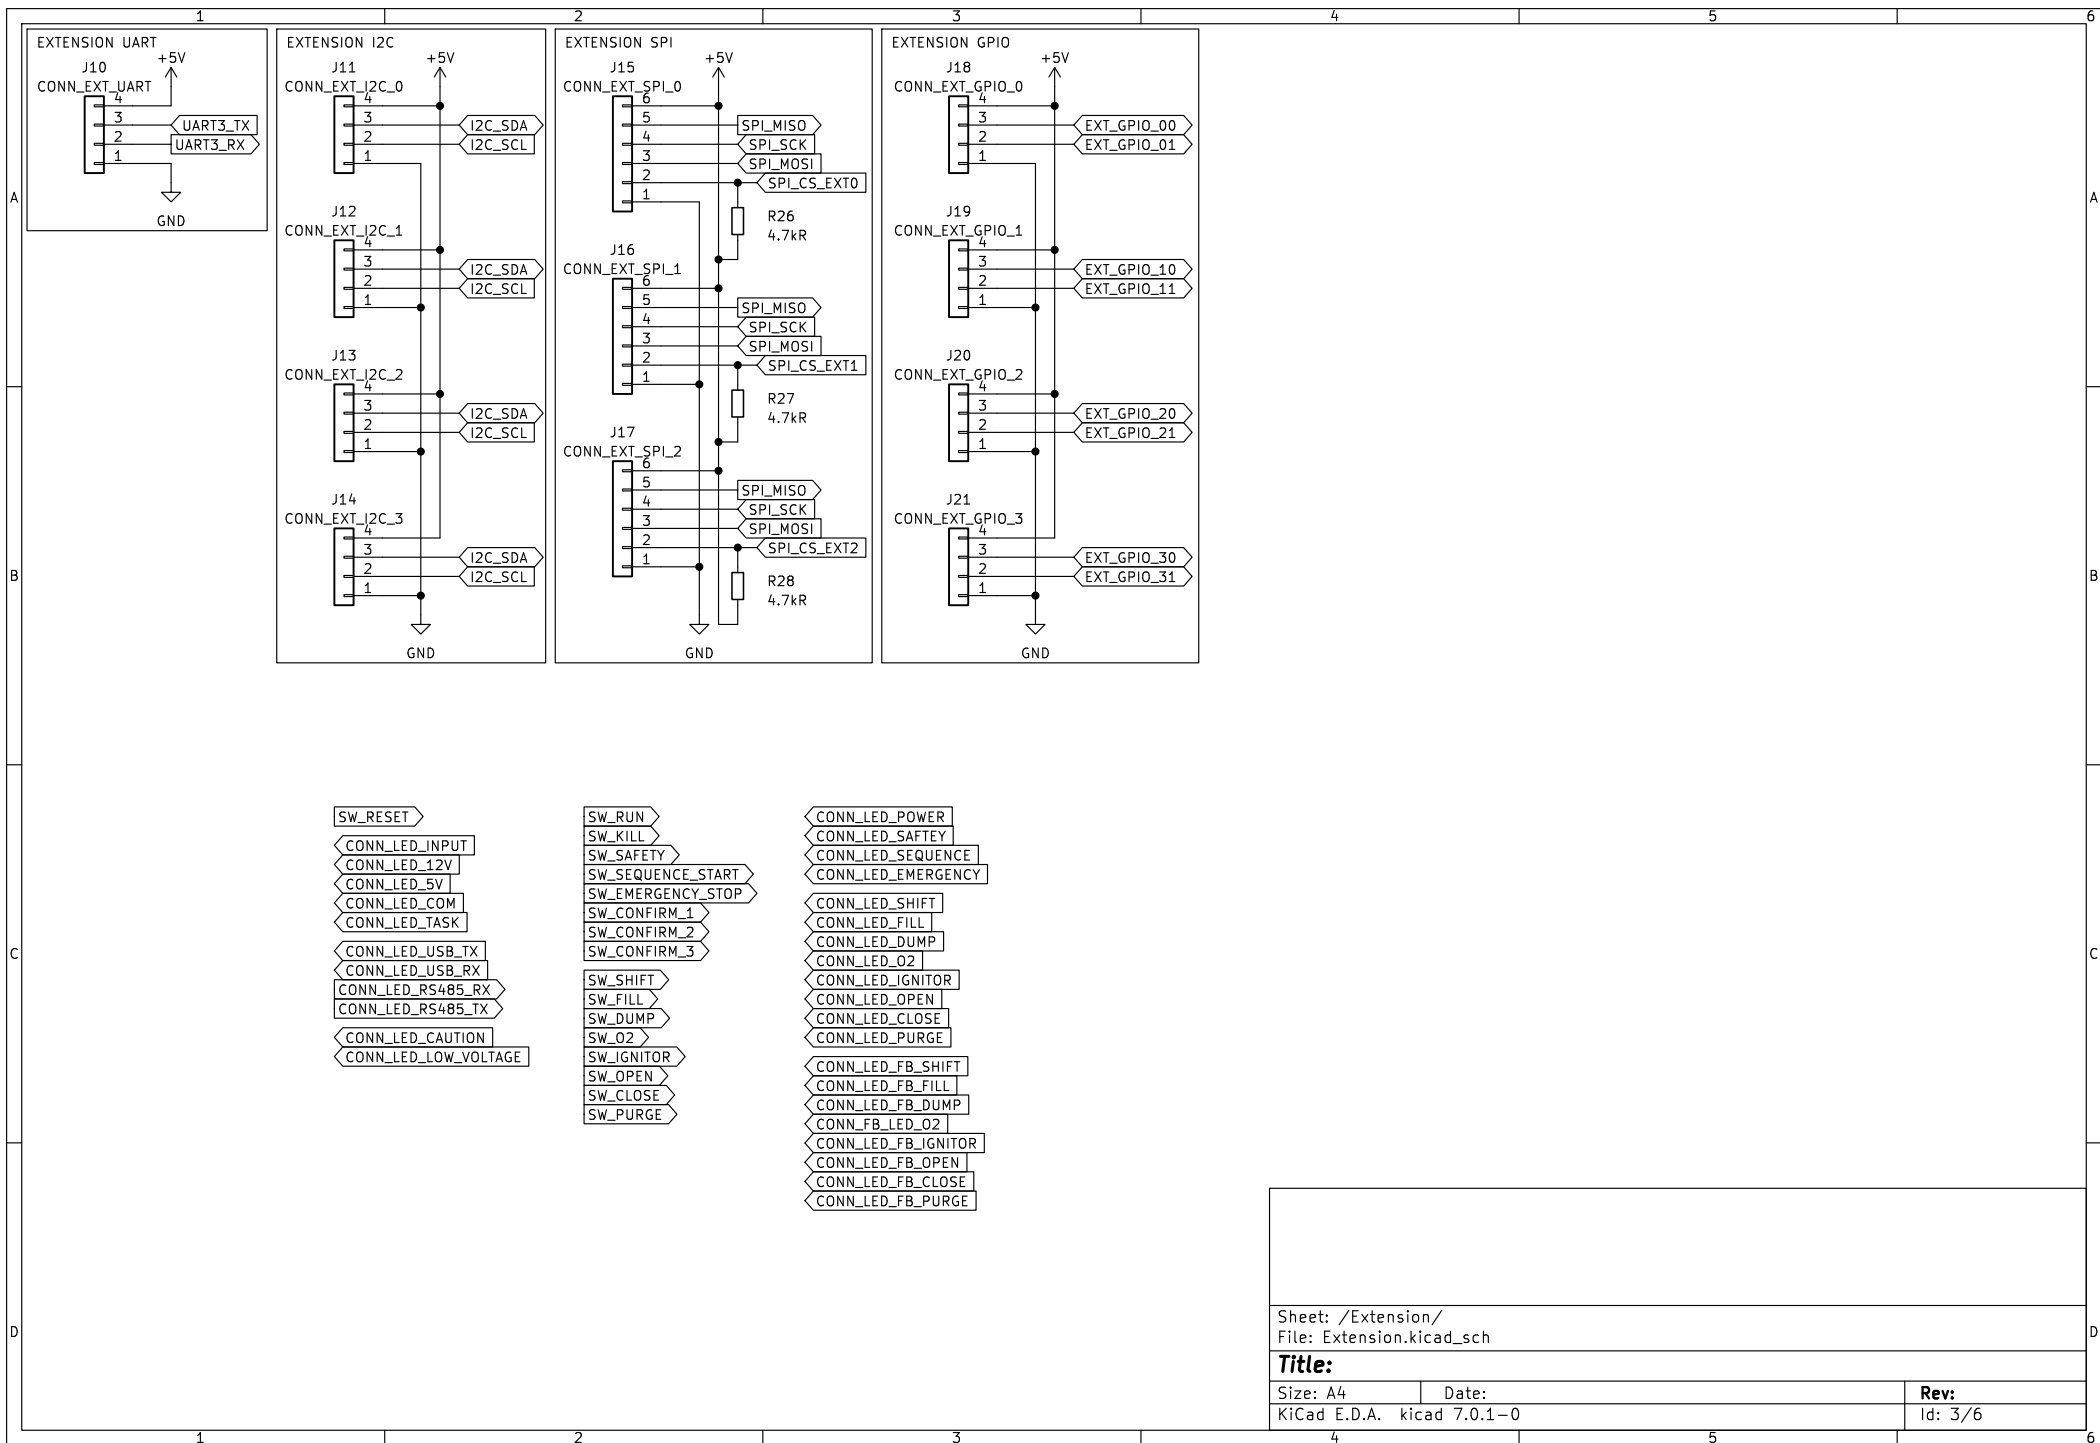 1 2 3 4 5 6
A
B
C
D
A
B
C
D
1 2 3 4 5 6
EXTENSION UART
J10
+5V
CONN_EXT_UART
4
3 UART3_TX
2 UART3_RX
1
GND
EXTENSION I2C
J11
+5V
CONN_EXT_I2C_0
4
3 I2C_SDA
2 I2C_SCL
1
J12
CONN_EXT_I2C_1
4
3 I2C_SDA
2 I2C_SCL
1
J13
CONN_EXT_I2C_2
4
3 I2C_SDA
2 I2C_SCL
1
J14
CONN_EXT_I2C_3
4
3 I2C_SDA
2 I2C_SCL
1
GND
EXTENSION SPI
J15
+5V
CONN_EXT_SPI_0
6
5 SPI_MISO
4 SPI_SCK
3 SPI_MOSI
2 SPI_CS_EXT0
1
R26
4.7kR
J16
CONN_EXT_SPI_1
6
5 SPI_MISO
4 SPI_SCK
3 SPI_MOSI
2 SPI_CS_EXT1
1
R27
4.7kR
J17
CONN_EXT_SPI_2
6
5 SPI_MISO
4 SPI_SCK
3 SPI_MOSI
2 SPI_CS_EXT2
1
R28
4.7kR
GND
EXTENSION GPIO
J18
+5V
CONN_EXT_GPIO_0
4
3 EXT_GPIO_00
2 EXT_GPIO_01
1
J19
CONN_EXT_GPIO_1
4
3 EXT_GPIO_10
2 EXT_GPIO_11
1
J20
CONN_EXT_GPIO_2
4
3 EXT_GPIO_20
2 EXT_GPIO_21
1
J21
CONN_EXT_GPIO_3
4
3 EXT_GPIO_30
2 EXT_GPIO_31
1
GND
SW_RESET
CONN_LED_INPUT
CONN_LED_12V
CONN_LED_5V
CONN_LED_COM
CONN_LED_TASK
CONN_LED_USB_TX
CONN_LED_USB_RX
CONN_LED_RS485_RX
CONN_LED_RS485_TX
CONN_LED_CAUTION
CONN_LED_LOW_VOLTAGE
SW_RUN
SW_KILL
SW_SAFETY
SW_SEQUENCE_START
SW_EMERGENCY_STOP
SW_CONFIRM_1
SW_CONFIRM_2
SW_CONFIRM_3
SW_SHIFT
SW_FILL
SW_DUMP
SW_O2
SW_IGNITOR
SW_OPEN
SW_CLOSE
SW_PURGE
CONN_LED_POWER
CONN_LED_SAFTEY
CONN_LED_SEQUENCE
CONN_LED_EMERGENCY
CONN_LED_SHIFT
CONN_LED_FILL
CONN_LED_DUMP
CONN_LED_O2
CONN_LED_IGNITOR
CONN_LED_OPEN
CONN_LED_CLOSE
CONN_LED_PURGE
CONN_LED_FB_SHIFT
CONN_LED_FB_FILL
CONN_LED_FB_DUMP
CONN_FB_LED_O2
CONN_LED_FB_IGNITOR
CONN_LED_FB_OPEN
CONN_LED_FB_CLOSE
CONN_LED_FB_PURGE
Sheet: /Extension/
File: Extension.kicad_sch
Title:
Size: A4 Date: Rev:
KiCad E.D.A. kicad 7.0.1-0 Id: 3/6